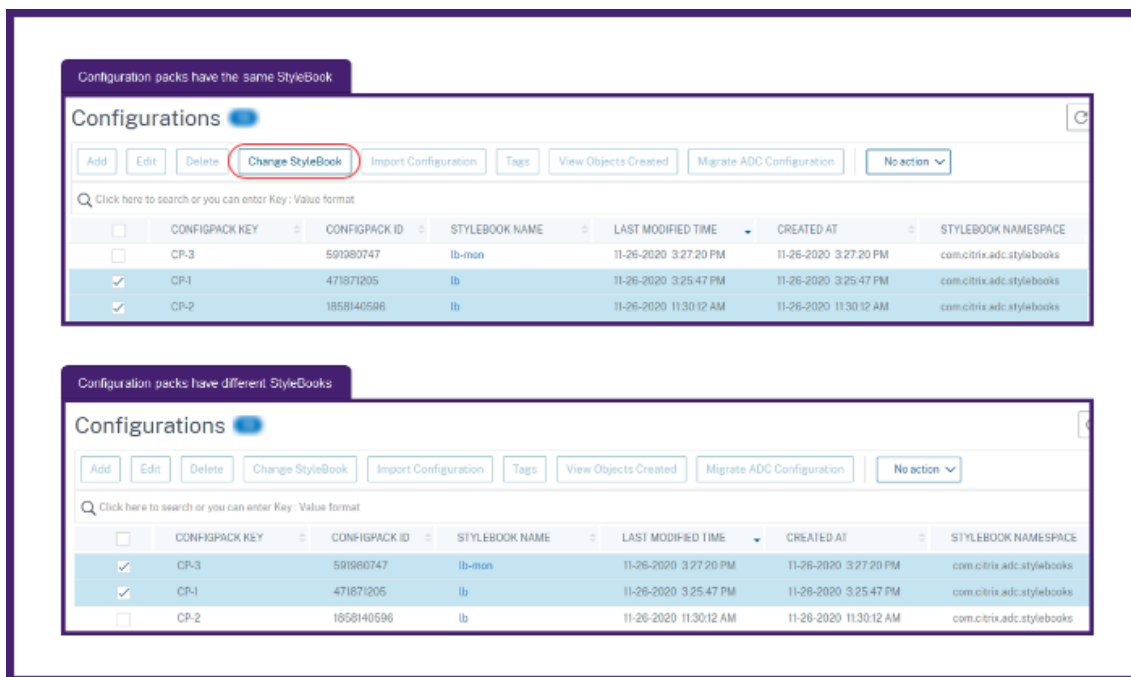 Configuration packs have the same StyleBook
Configurations
Add Edit Delete Change StyleBook Import Configuration Tags View Objects Created Migrate ADC Configuration No action
Click here to search or you can enter Key : Value format
CONFIGPACK KEY CONFIGPACK ID STYLEBOOK NAME LAST MODIFIED TIME CREATED AT STYLEBOOK NAMESPACE
CP-3 591980747 lb-mon 11-26-2020 3:27:20 PM 11-26-2020 3:27:20 PM com.citrix.adc.stylebooks
CP-1 471871205 lb 11-26-2020 3:25:47 PM 11-26-2020 3:25:47 PM com.citrix.adc.stylebooks
CP-2 1858140596 lb 11-26-2020 11:30:12 AM 11-26-2020 11:30:12 AM com.citrix.adc.stylebooks
Configuration packs have different StyleBooks
Configurations
Add Edit Delete Change StyleBook Import Configuration Tags View Objects Created Migrate ADC Configuration No action
Click here to search or you can enter Key : Value format
CONFIGPACK KEY CONFIGPACK ID STYLEBOOK NAME LAST MODIFIED TIME CREATED AT STYLEBOOK NAMESPACE
CP-3 591980747 lb-mon 11-26-2020 3:27:20 PM 11-26-2020 3:27:20 PM com.citrix.adc.stylebooks
CP-1 471871205 lb 11-26-2020 3:25:47 PM 11-26-2020 3:25:47 PM com.citrix.adc.stylebooks
CP-2 1858140596 lb 11-26-2020 11:30:12 AM 11-26-2020 11:30:12 AM com.citrix.adc.stylebooks